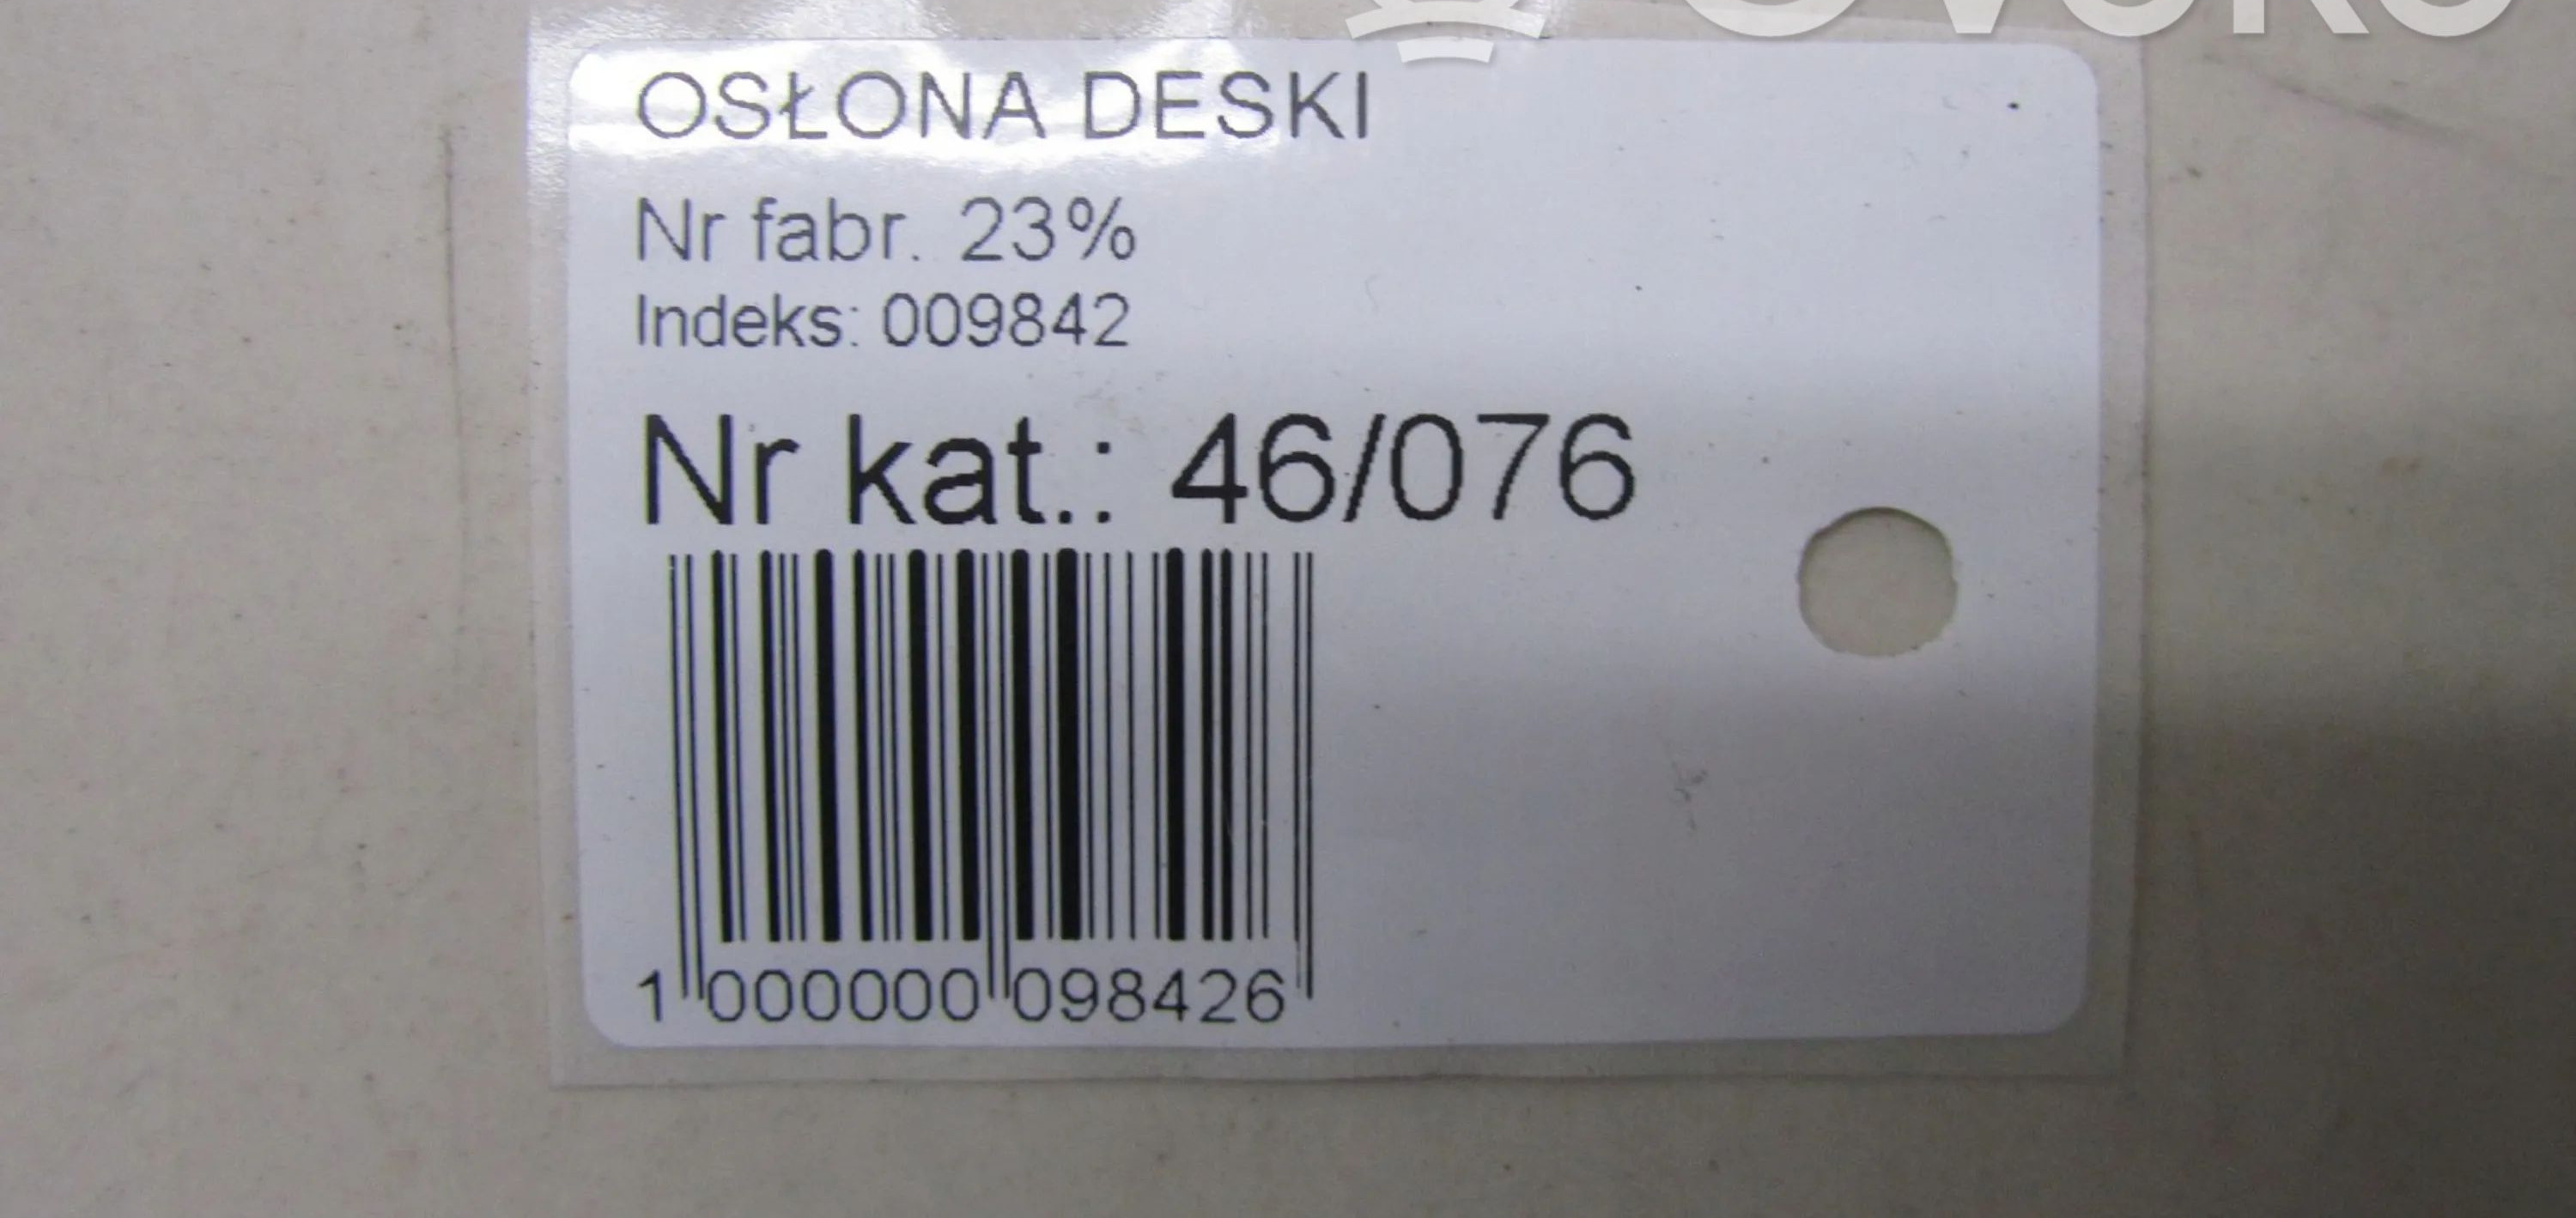 OSŁONA DESKI
Nr fabr. 23%
Indeks: 009842
Nr kat.: 46/076
1 000000 098426